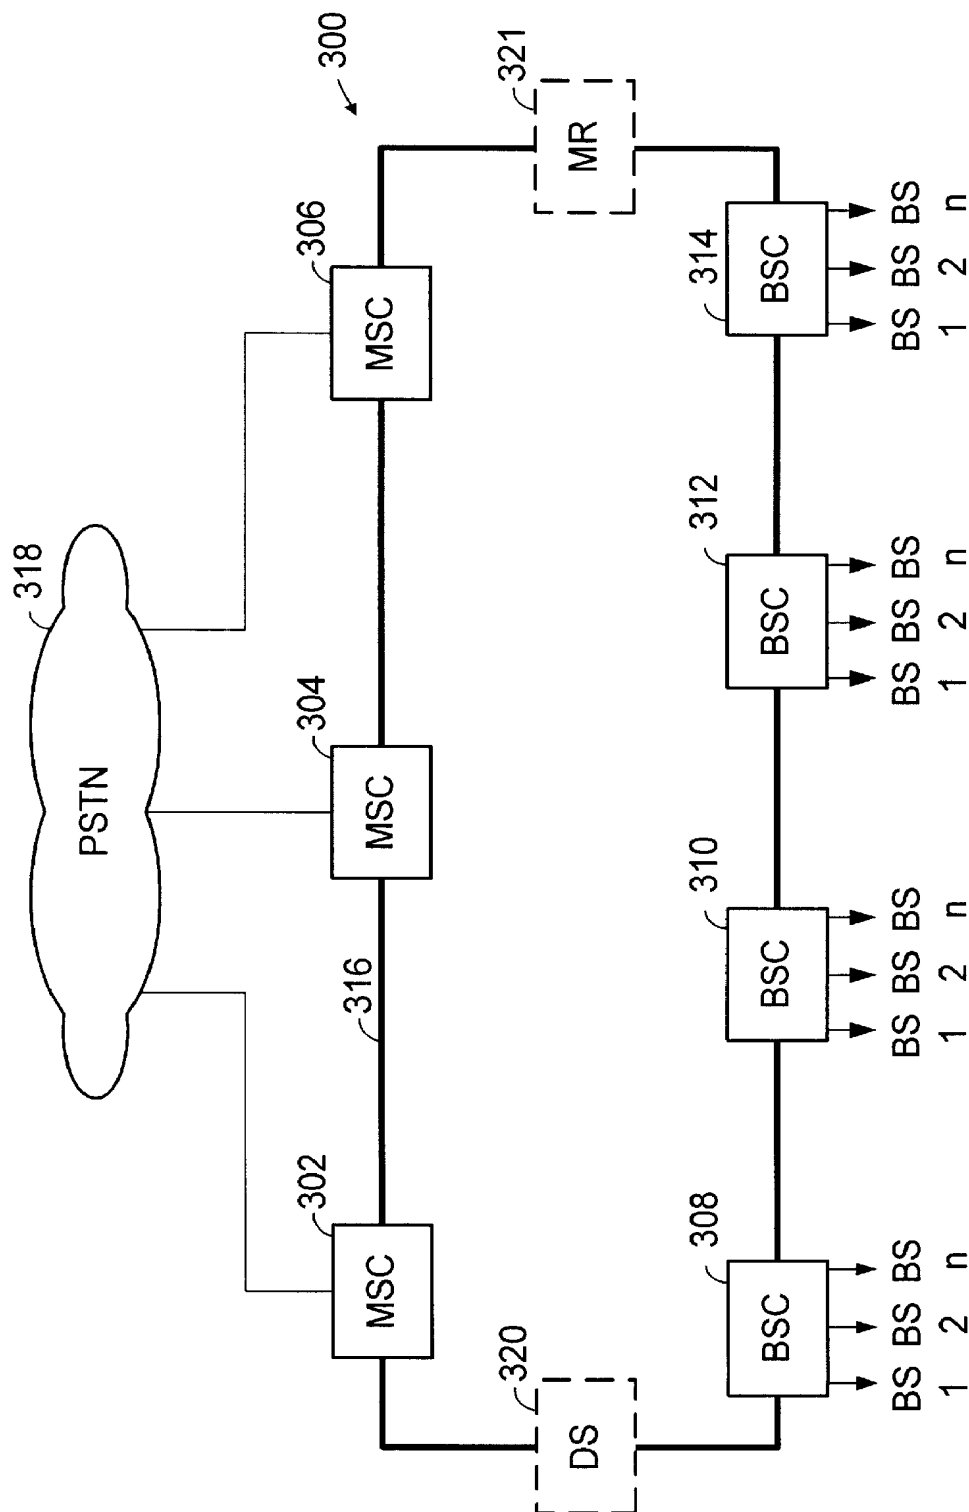 300
PSTN
318
MSC
302
MSC
304
MSC
306
316
DS
320
MR
321
BSC
308
BSC
310
BSC
312
BSC
314
BS BS BS
1 2 n
BS BS BS
1 2 n
BS BS BS
1 2 n
BS BS BS
1 2 n